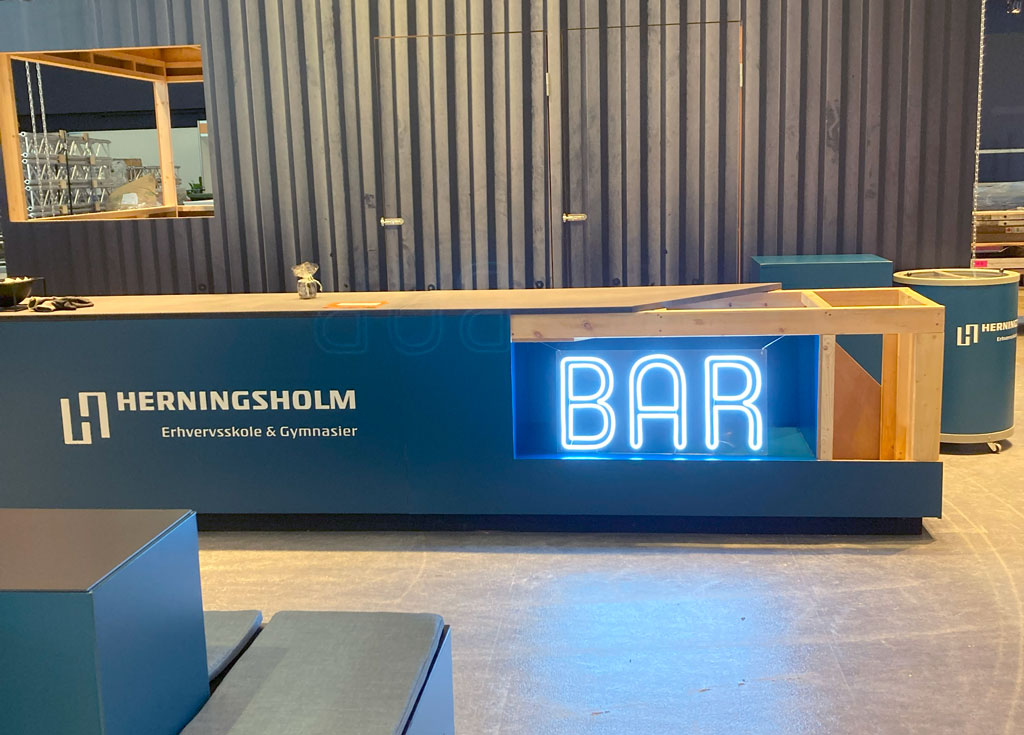 HERNINGSHOLM
Erhvervsskole & Gymnasier
BAR